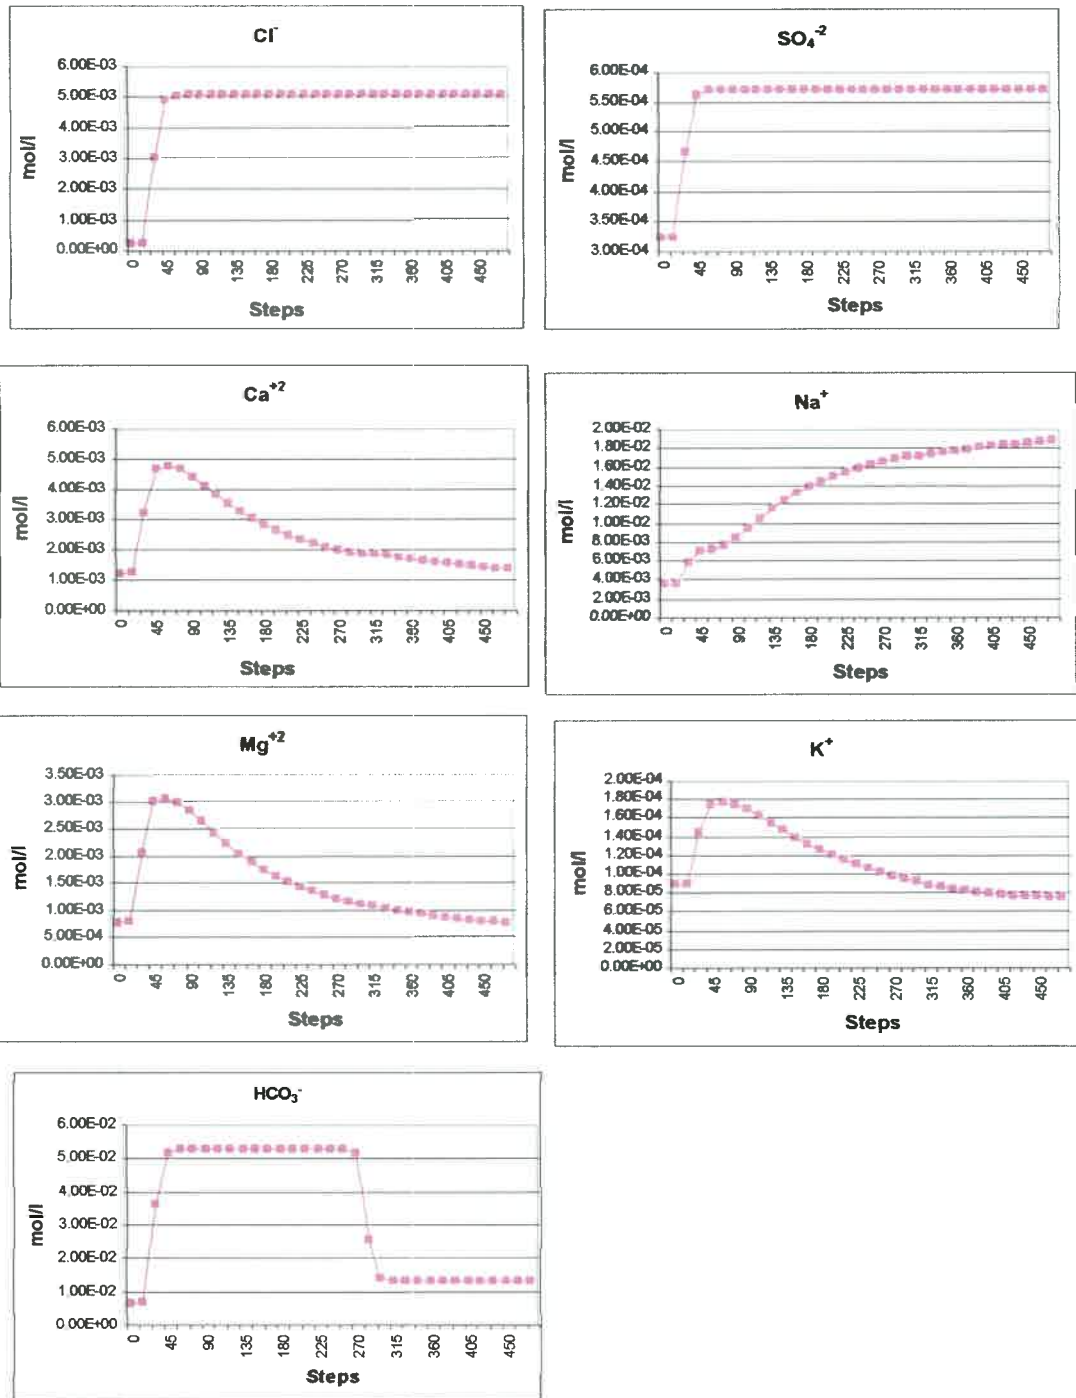 Cl-
6.00E-03
5.00E-03
4.00E-03
3.00E-03
2.00E-03
1.00E-03
0.00E+00
mol/l
0 45 90 135 180 225 270 315 360 405 450
Steps
SO4-2
6.00E-04
5.50E-04
5.00E-04
4.50E-04
4.00E-04
3.50E-04
3.00E-04
mol/l
0 45 90 135 180 225 270 315 360 405 450
Steps
Ca+2
6.00E-03
5.00E-03
4.00E-03
3.00E-03
2.00E-03
1.00E-03
0.00E+00
mol/l
0 45 90 135 180 225 270 315 360 405 450
Steps
Na+
2.00E-02
1.80E-02
1.60E-02
1.40E-02
1.20E-02
1.00E-02
8.00E-03
6.00E-03
4.00E-03
2.00E-03
0.00E+00
mol/l
0 45 90 135 180 225 270 315 360 405 450
Steps
Mg+2
3.50E-03
3.00E-03
2.50E-03
2.00E-03
1.50E-03
1.00E-03
5.00E-04
0.00E+00
mol/l
0 45 90 135 180 225 270 315 360 405 450
Steps
K+
2.00E-04
1.80E-04
1.60E-04
1.40E-04
1.20E-04
1.00E-04
8.00E-05
6.00E-05
4.00E-05
2.00E-05
0.00E+00
mol/l
0 45 90 135 180 225 270 315 360 405 450
Steps
HCO3-
6.00E-02
5.00E-02
4.00E-02
3.00E-02
2.00E-02
1.00E-02
0.00E+00
mol/l
0 45 90 135 180 225 270 315 360 405 450
Steps